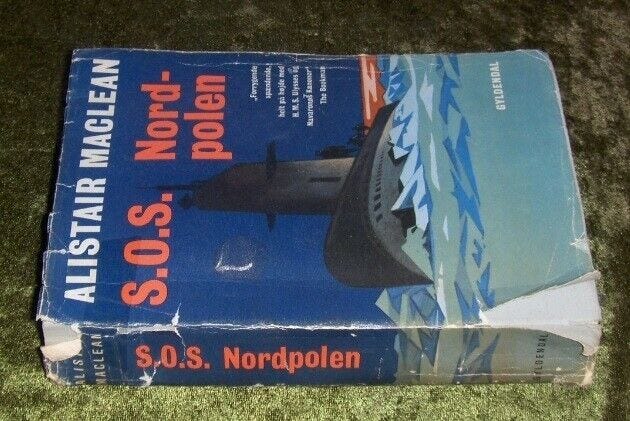 ALISTAIR MACLEAN
S.O.S. Nord-
polen
„Forrygende
spændende,
helt på højde med
H.M.S. Ulysses og
Navarones Kanoner“
The Bookman
GYLDENDAL
ALISTAIR
MACLEAN
S.O.S. Nordpolen
GYLDENDAL